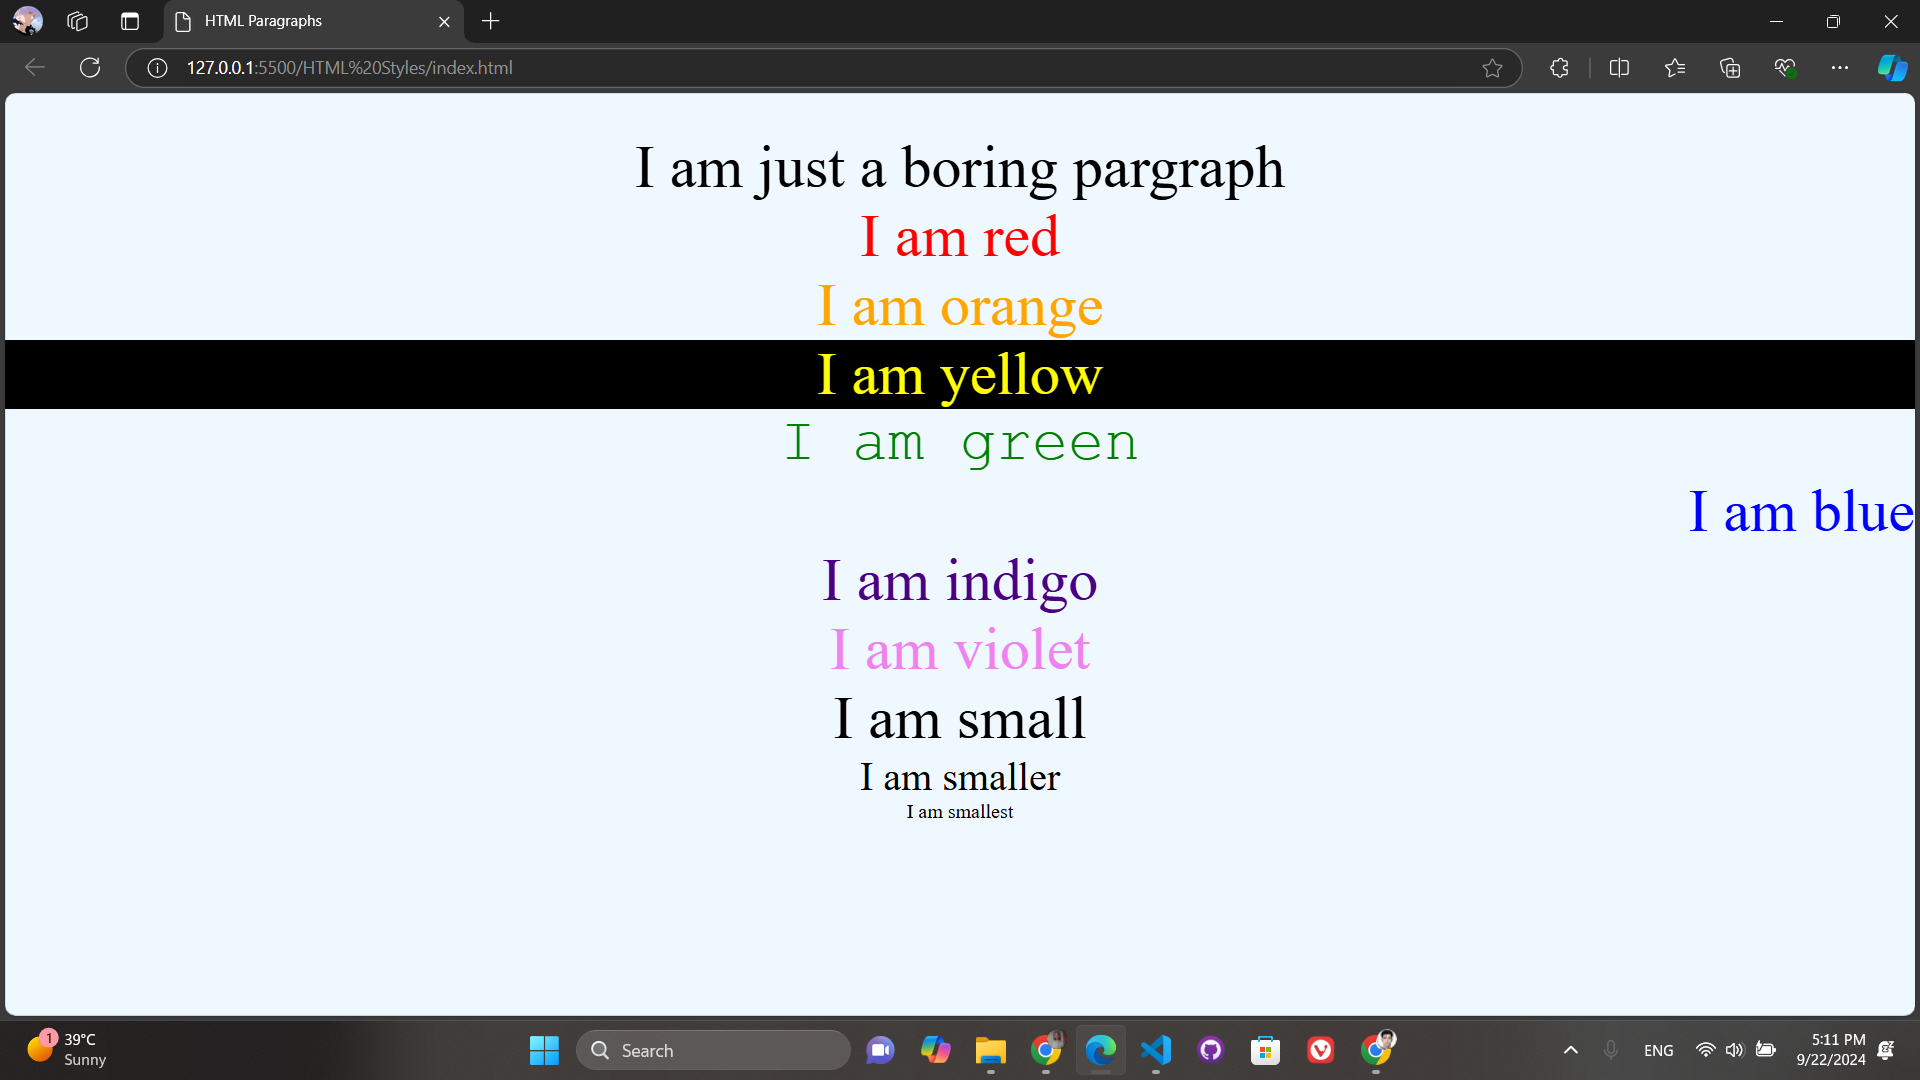 HTML Paragraphs
127.0.0.1:5500/HTML%20Styles/index.html
I am just a boring pargraph
I am red
I am orange
I am yellow
I am green
I am blue
I am indigo
I am violet
I am small
I am smaller
I am smallest
1
39°C
Sunny
Search
ENG
5:11 PM
9/22/2024